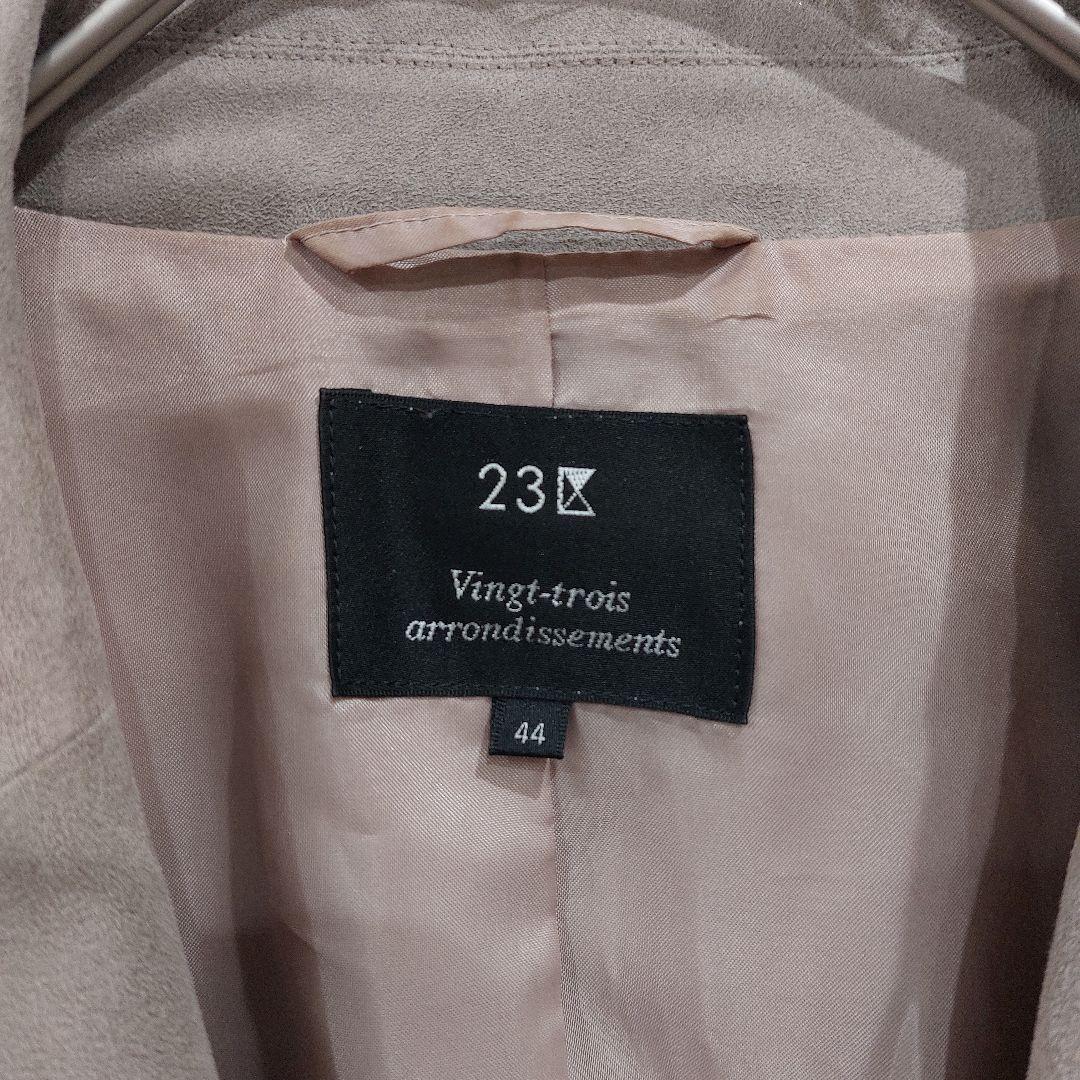 23区
Vingt-trois
arrondissements
44